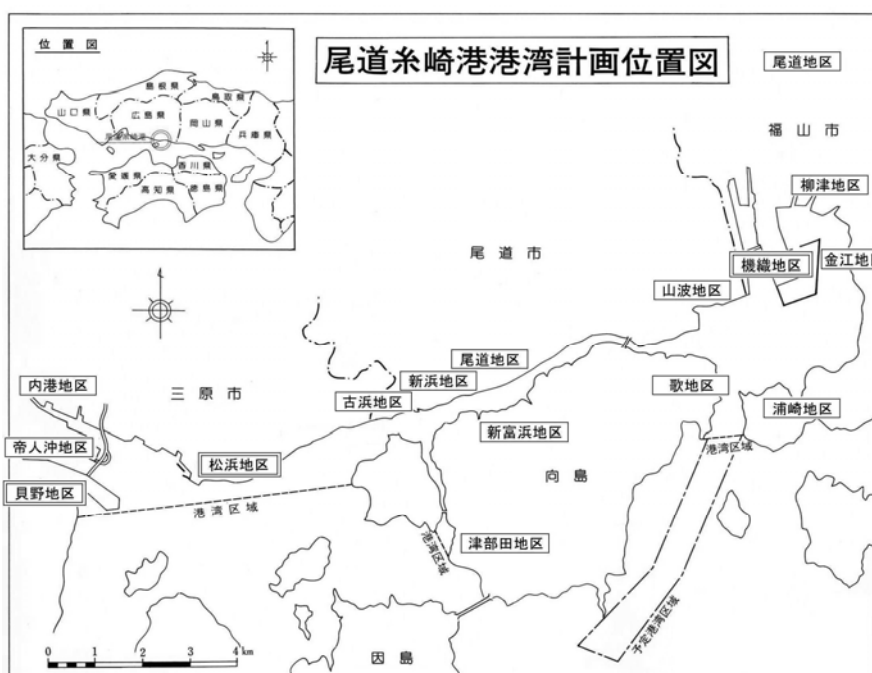 尾道糸崎港港湾計画位置図
位置図
島根県
鳥取県
山口県
広島県
岡山県
兵庫県
尾道糸崎港
大分県
香川県
愛媛県
高知県
徳島県
尾道地区
福山市
柳津地区
尾道市
機織地区
金江地
山波地区
尾道地区
内港地区
新浜地区
歌地区
三原市
古浜地区
浦崎地区
新富浜地区
帝人沖地区
松浜地区
港湾区域
向島
貝野地区
港湾区域
港湾区域
津部田地区
予定港湾区域
因島
0 1 2 3 4 km